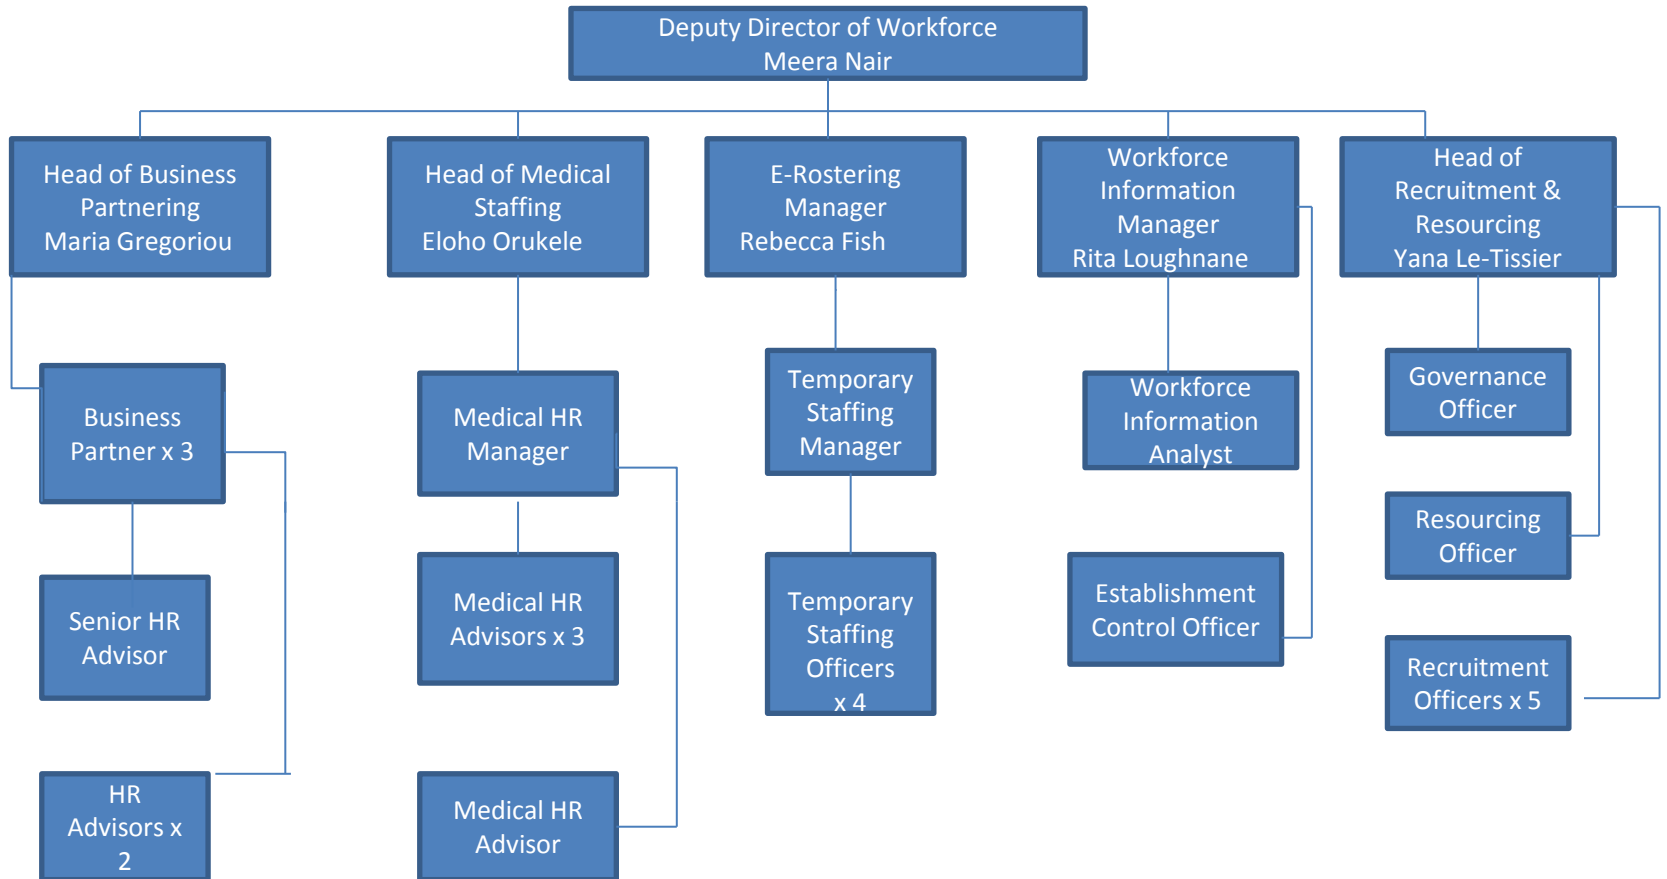 Deputy Director of Workforce
Meera Nair
Head of Business
Partnering
Maria Gregoriou
Head of Medical
Staffing
Eloho Orukele
E-Rostering
Manager
Rebecca Fish
Workforce
Information
Manager
Rita Loughnane
Head of
Recruitment &
Resourcing
Yana Le-Tissier
Business
Partner x 3
Medical HR
Manager
Temporary
Staffing
Manager
Workforce
Information
Analyst
Governance
Officer
Resourcing
Officer
Senior HR
Advisor
Medical HR
Advisors x 3
Temporary
Staffing
Officers
x 4
Establishment
Control Officer
Recruitment
Officers x 5
HR
Advisors x
2
Medical HR
Advisor